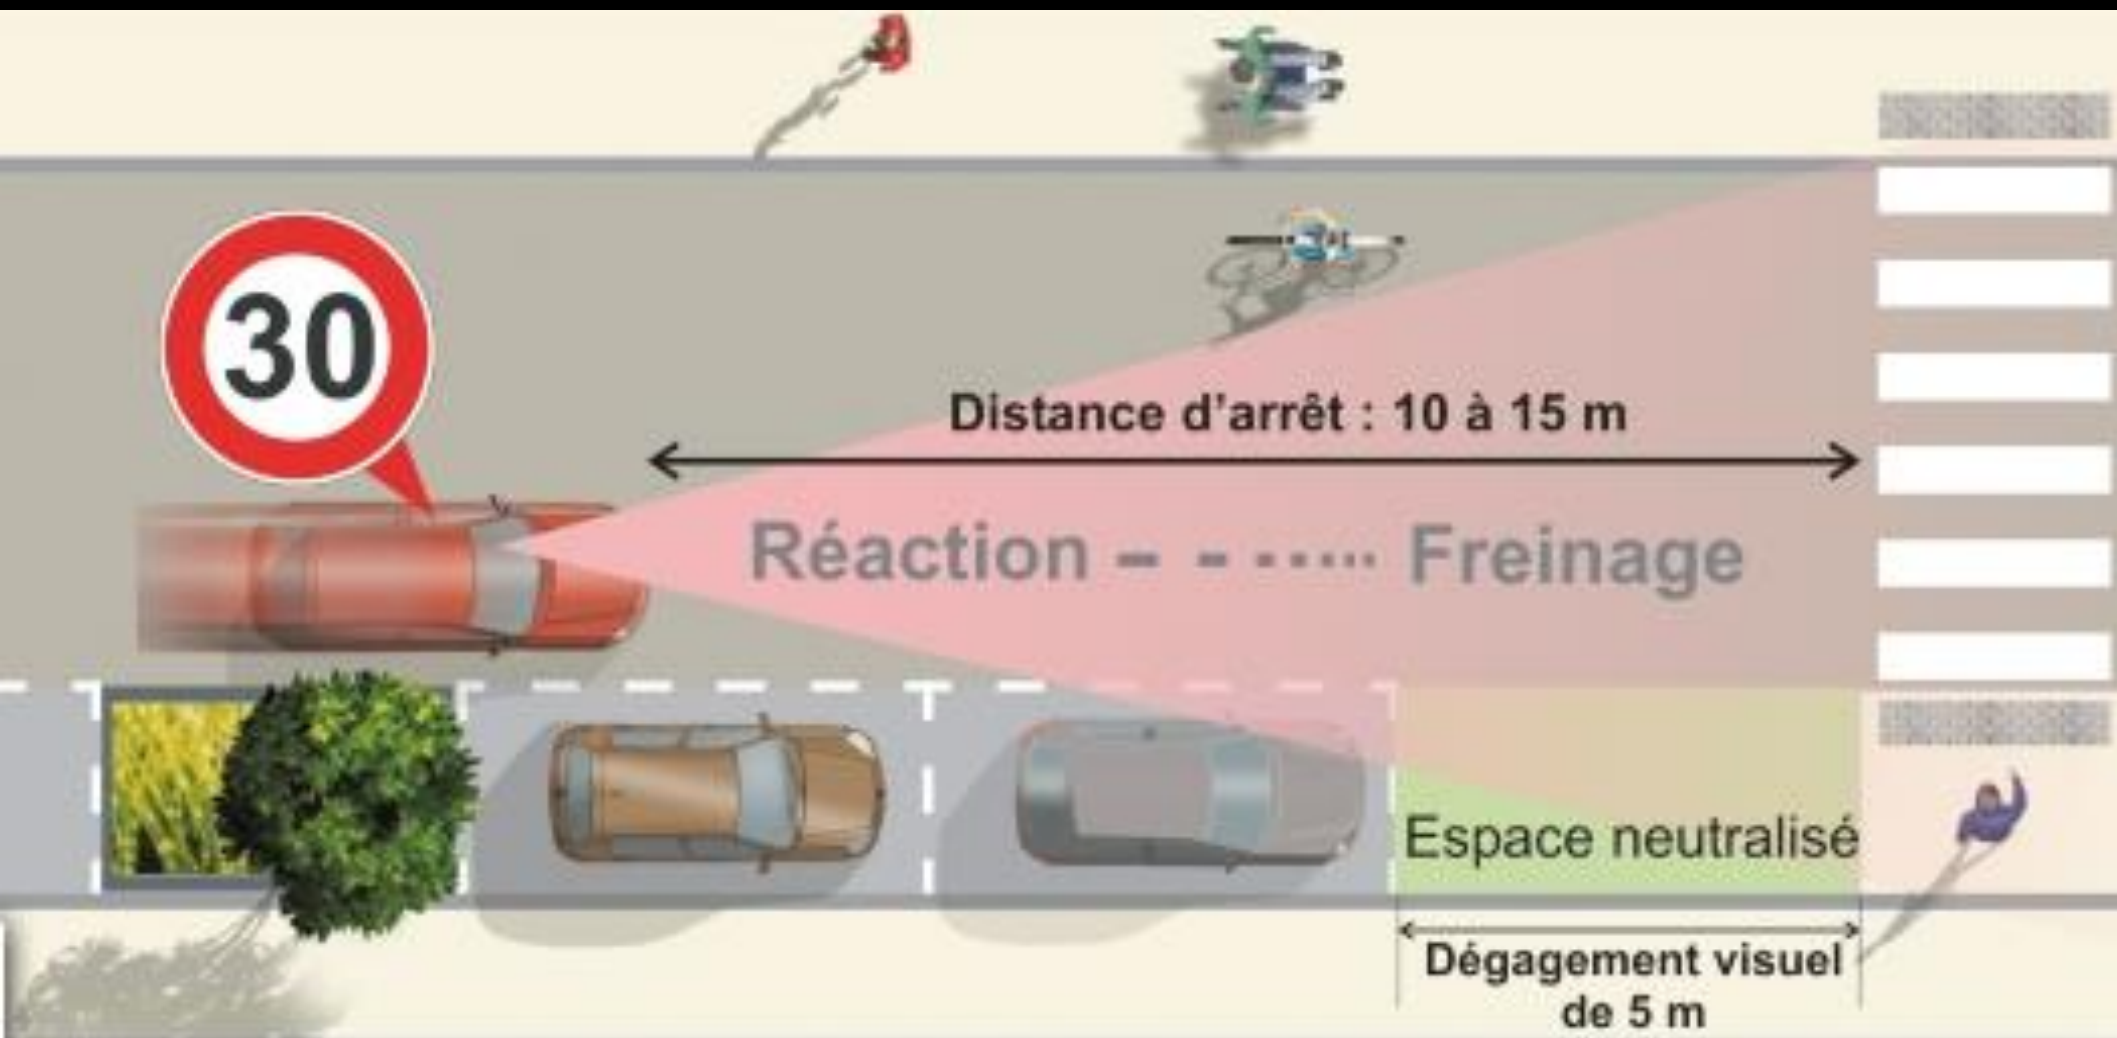 30
Distance d’arrêt : 10 à 15 m
Réaction – – ······ Freinage
Espace neutralisé
Dégagement visuel
de 5 m